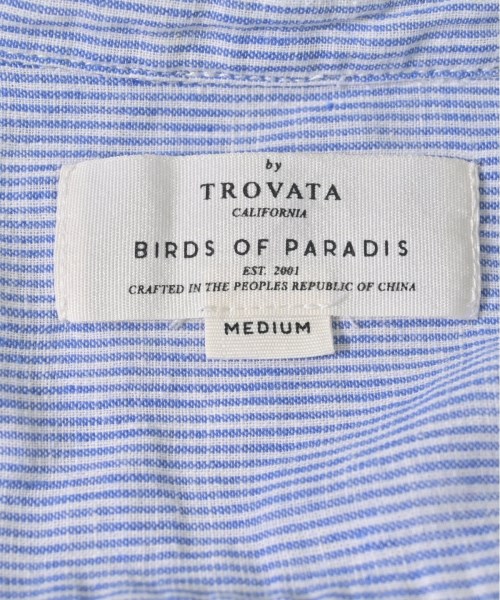 by
TROVATA
CALIFORNIA
BIRDS OF PARADIS
EST. 2001
CRAFTED IN THE PEOPLES REPUBLIC OF CHINA
MEDIUM